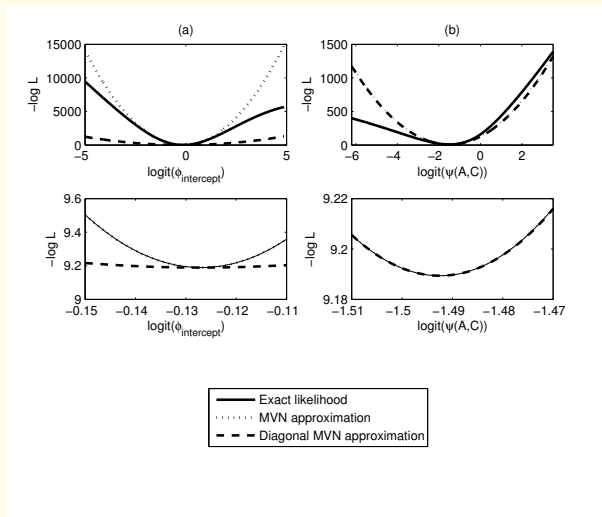 (a)
(b)
15000
10000
5000
0
−log L
−5
0
5
logit(ϕintercept)
1500
1000
500
0
−log L
−6
−4
−2
0
2
logit(ψ(A,C))
9.6
9.4
9.2
9
−log L
−0.15
−0.14
−0.13
−0.12
−0.11
logit(ϕintercept)
9.22
9.2
9.18
−log L
−1.51
−1.5
−1.49
−1.48
−1.47
logit(ψ(A,C))
Exact likelihood
MVN approximation
Diagonal MVN approximation